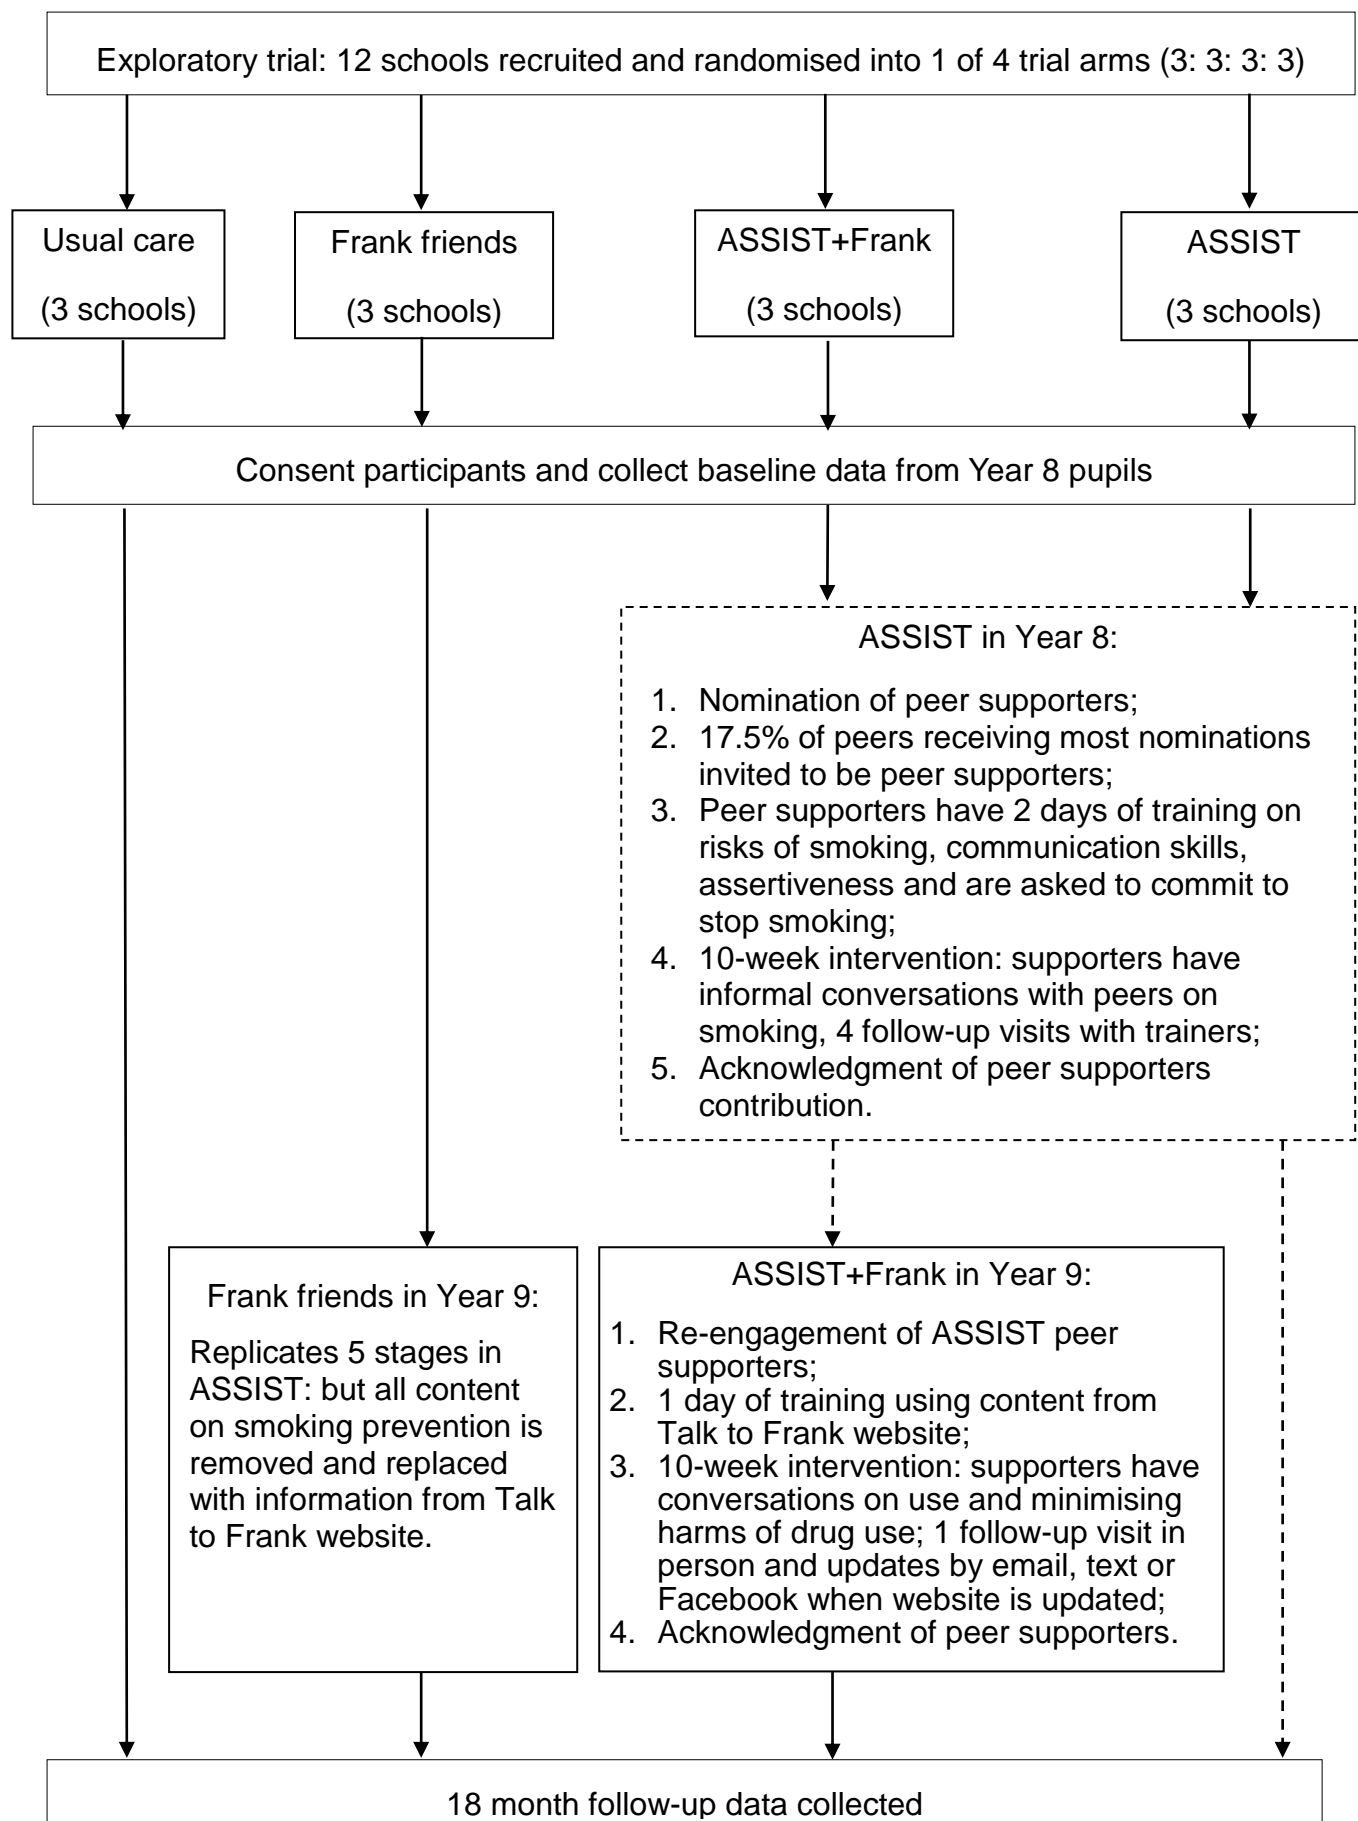 Exploratory trial: 12 schools recruited and randomised into 1 of 4 trial arms (3: 3: 3: 3)
Usual care
(3 schools)
Frank friends
(3 schools)
ASSIST+Frank
(3 schools)
ASSIST
(3 schools)
Consent participants and collect baseline data from Year 8 pupils
ASSIST in Year 8:
1. Nomination of peer supporters;
2. 17.5% of peers receiving most nominations
invited to be peer supporters;
3. Peer supporters have 2 days of training on
risks of smoking, communication skills,
assertiveness and are asked to commit to
stop smoking;
4. 10-week intervention: supporters have
informal conversations with peers on
smoking, 4 follow-up visits with trainers;
5. Acknowledgment of peer supporters
contribution.
Frank friends in Year 9:
Replicates 5 stages in
ASSIST: but all content
on smoking prevention is
removed and replaced
with information from Talk
to Frank website.
ASSIST+Frank in Year 9:
1. Re-engagement of ASSIST peer
supporters;
2. 1 day of training using content from
Talk to Frank website;
3. 10-week intervention: supporters have
conversations on use and minimising
harms of drug use; 1 follow-up visit in
person and updates by email, text or
Facebook when website is updated;
4. Acknowledgment of peer supporters.
18 month follow-up data collected